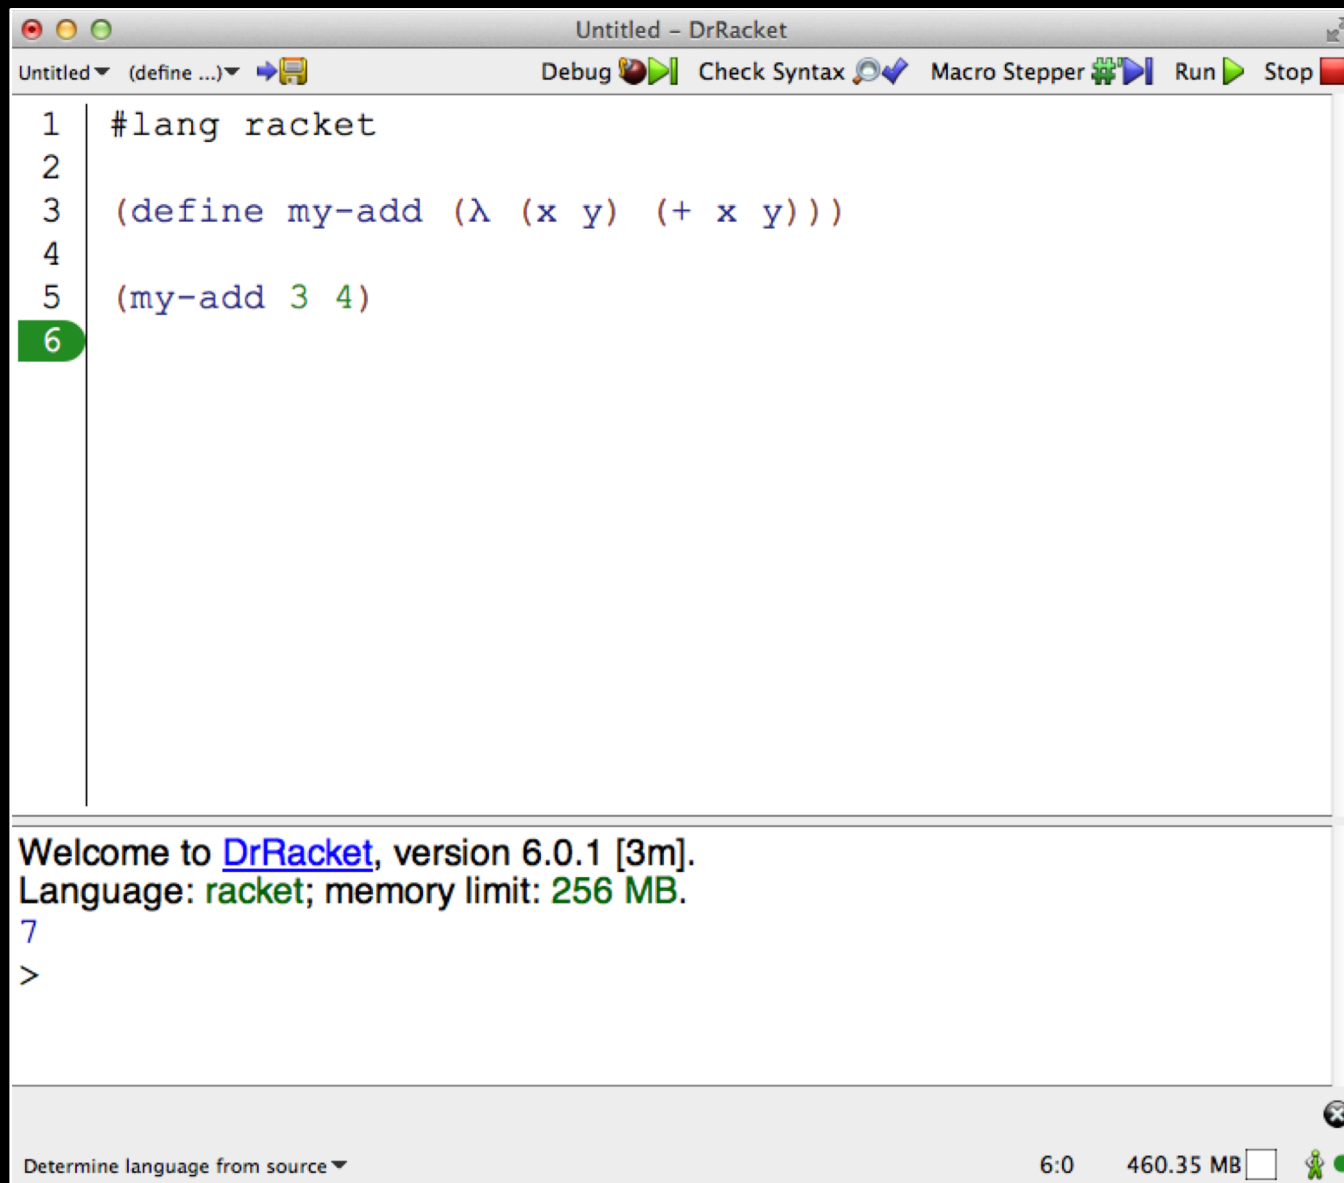 Untitled - DrRacket
Untitled (define ...) Debug Check Syntax Macro Stepper Run Stop
1 #lang racket
2
3 (define my-add (λ (x y) (+ x y)))
4
5 (my-add 3 4)
6
Welcome to DrRacket, version 6.0.1 [3m].
Language: racket; memory limit: 256 MB.
7
>
Determine language from source 6:0 460.35 MB